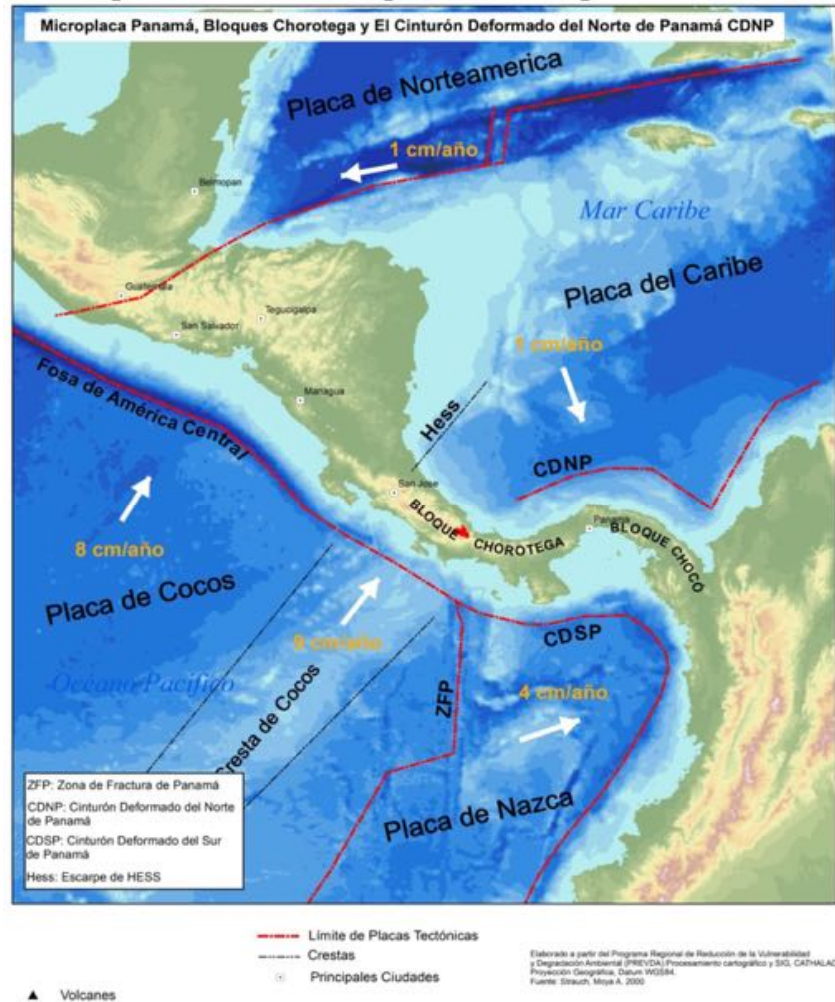 Microplaca Panamá, Bloques Chorotega y El Cinturón Deformado del Norte de Panamá CDNP
Placa de Norteamerica
1 cm/año
Belmopan
Mar Caribe
Placa del Caribe
Guatemala
Tegucigalpa
San Salvador
1 cm/año
Managua
Fosa de América Central
Hess
CDNP
San Jose
BLOQUE CHOROTEGA
Panamá
BLOQUE CHOCÓ
8 cm/año
Placa de Cocos
9 cm/año
CDSP
Océano Pacífico
Cresta de Cocos
ZFP
4 cm/año
Placa de Nazca
ZFP: Zona de Fractura de Panamá
CDNP: Cinturón Deformado del Norte
de Panamá
CDSP: Cinturón Deformado del Sur
de Panamá
Hess: Escarpe de HESS
Límite de Placas Tectónicas
Crestas
Principales Ciudades
Volcanes
Elaborado a partir del Programa Regional de Reducción de la Vulnerabilidad
y Degradación Ambiental (PREVDA) Procesamiento cartográfico y SIG, CATHALAC
Proyección Geográfica, Datum WGS84.
Fuente: Strauch, Moya A. 2000